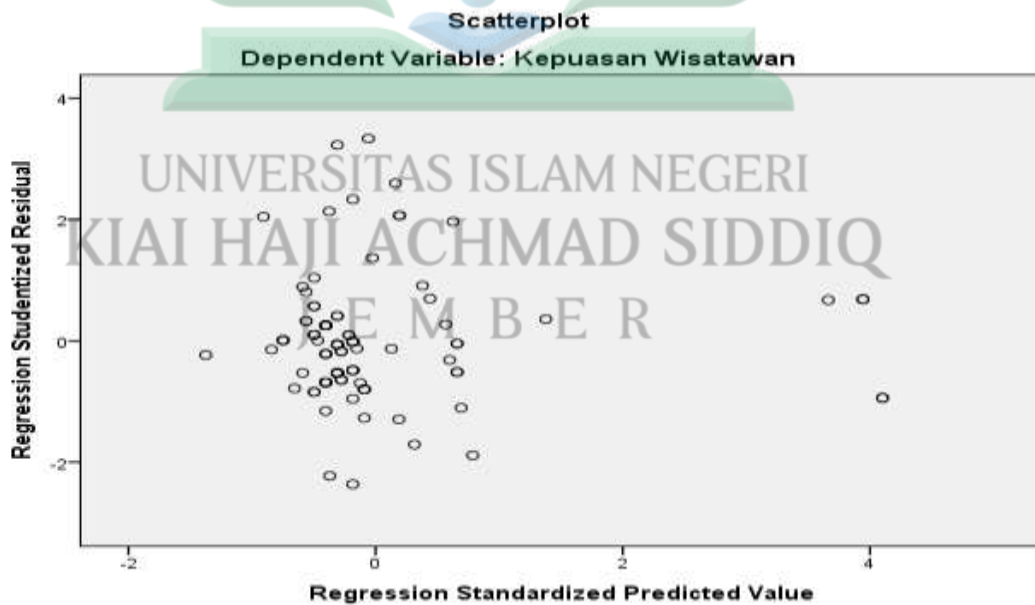 Scatterplot
Dependent Variable: Kepuasan Wisatawan
UNIVERSITAS ISLAM NEGERI
KIAI HAJI ACHMAD SIDDIQ
J E M B E R
Regression Studentized Residual
4
2
0
-2
-2
0
2
4
Regression Standardized Predicted Value